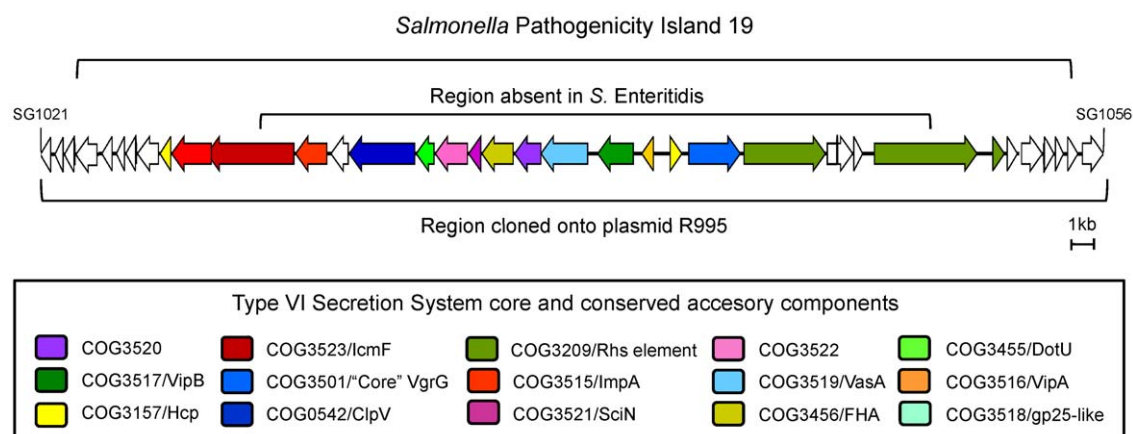 Salmonella Pathogenicity Island 19
Region absent in S. Enteritidis
SG1021
SG1056
Region cloned onto plasmid R995
1kb
Type VI Secretion System core and conserved accesory components
COG3520
COG3523/IcmF
COG3209/Rhs element
COG3522
COG3455/DotU
COG3517/VipB
COG3501/“Core” VgrG
COG3515/ImpA
COG3519/VasA
COG3516/VipA
COG3157/Hcp
COG0542/ClpV
COG3521/SciN
COG3456/FHA
COG3518/gp25-like